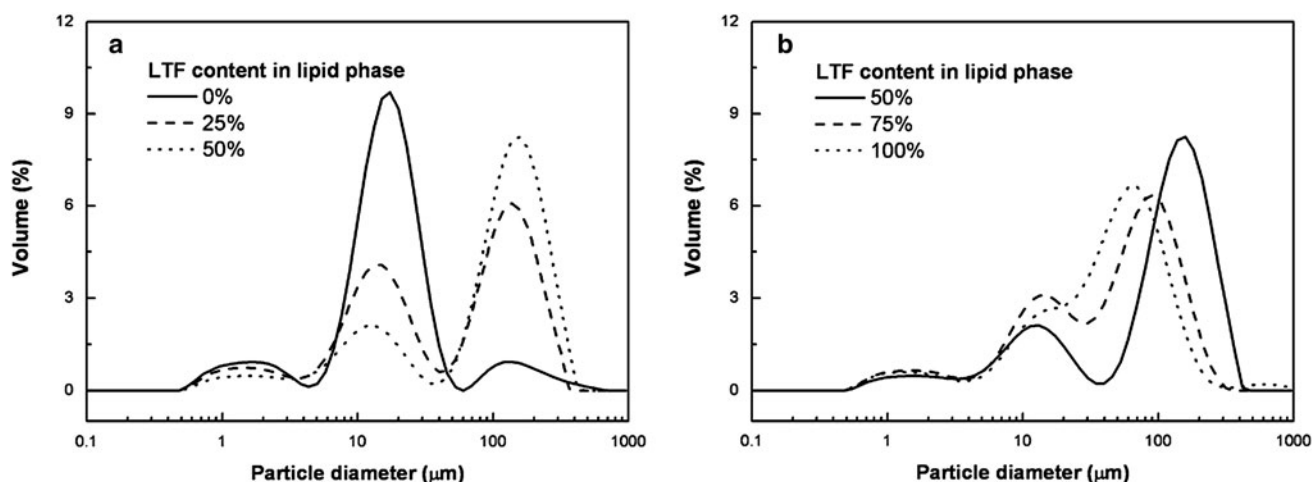 a
LTF content in lipid phase
0%
25%
50%
Volume (%)
12
9
6
3
0
0.1 1 10 100 1000
Particle diameter (μm)
b
LTF content in lipid phase
50%
75%
100%
Volume (%)
12
9
6
3
0
0.1 1 10 100 1000
Particle diameter (μm)